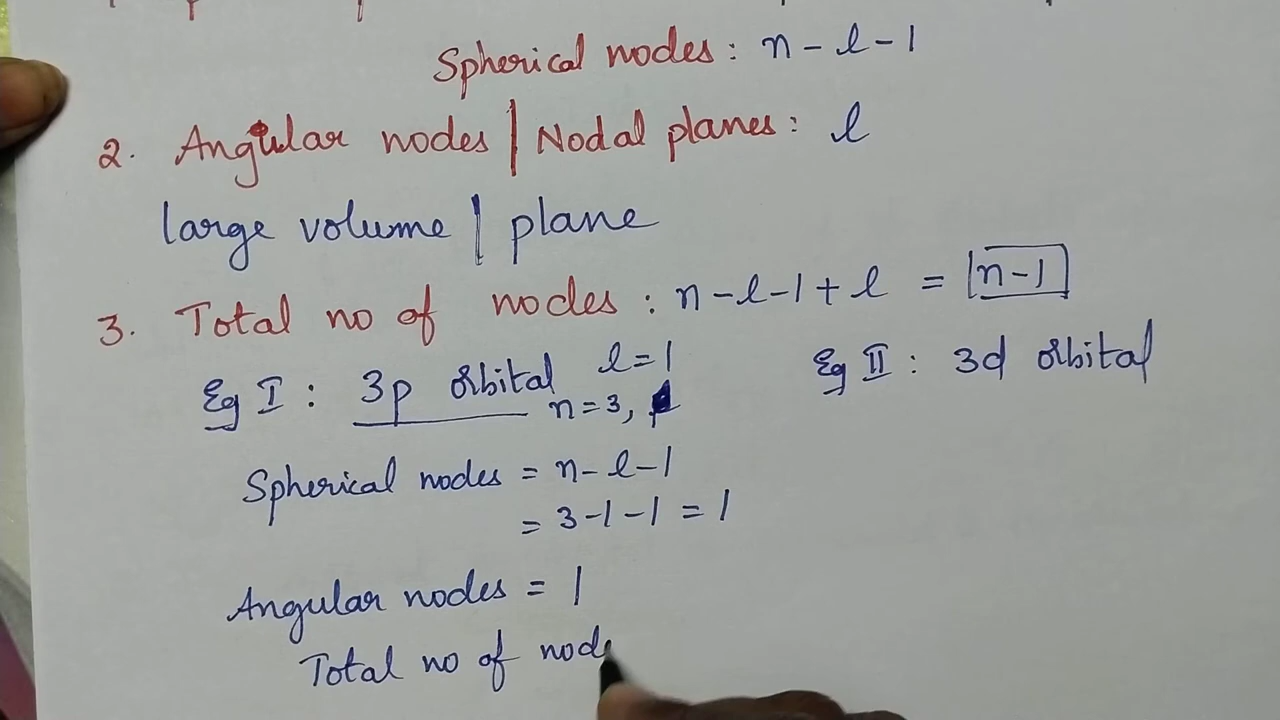 Spherical nodes : n - l - 1
2. Angular nodes | Nodal planes : l
large volume | plane
3. Total no of nodes : n - l - 1 + l = n - 1
Eg I : 3p orbital l = 1
n = 3,
Eg II : 3d orbital
Spherical nodes = n - l - 1
= 3 - 1 - 1 = 1
Angular nodes = 1
Total no of nod